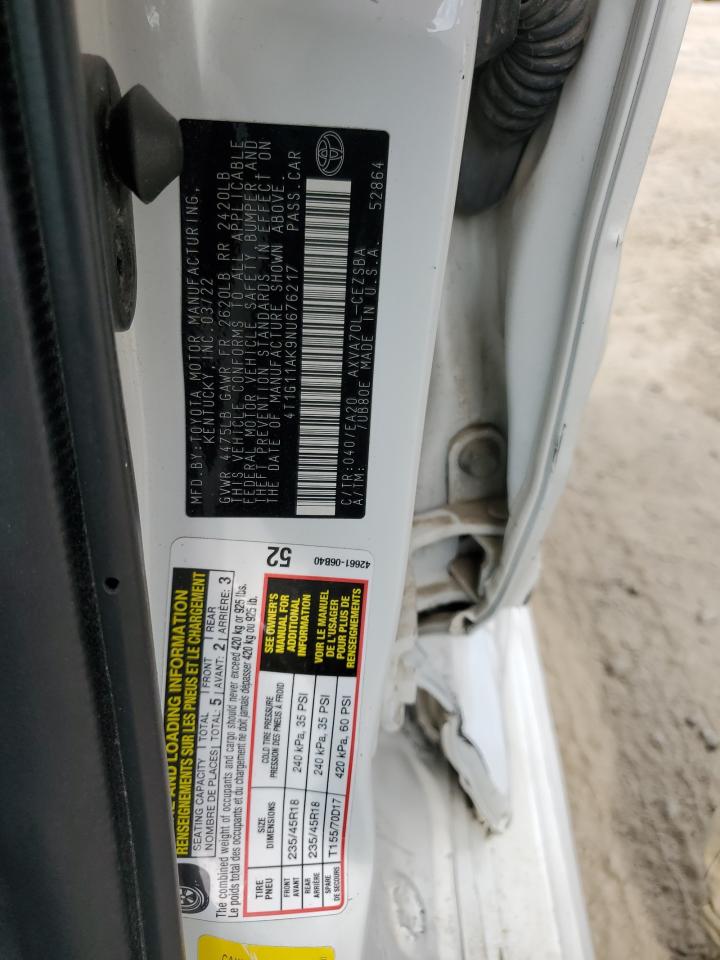 MFD.BY:TOYOTA MOTOR MANUFACTURING,
KENTUCKY, INC. 03/22
GVWR 4475LB GAWR FR 2620LB RR 2420LB
THIS VEHICLE CONFORMS TO ALL APPLICABLE
FEDERAL MOTOR VEHICLE SAFETY BUMPER AND
THEFT PREVENTION STANDARDS IN EFFECT ON
THE DATE OF MANUFACTURE SHOWN ABOVE.
4T1G11AK9NU676217 PASS.CAR
C/TR:040/EA20 AXVA70L-CEZSBA
A/TM: 70B80E MADE IN U.S.A. 52864
AND LOADING INFORMATION
RENSEIGNEMENTS SUR LES PNEUS ET LE CHARGEMENT
SEATING CAPACITY TOTAL FRONT REAR
NOMBRE DE PLACES TOTAL: 5 AVANT: 2 ARRIÈRE: 3
The combined weight of occupants and cargo should never exceed 420 kg or 925 lbs.
Le poids total des occupants et du chargement ne doit jamais dépasser 420 kg ou 925 lb.
TIRE SIZE COLD TIRE PRESSURE
PNEU DIMENSIONS PRESSION DES PNEUS À FROID
FRONT 235/45R18 240 kPa, 35 PSI
AVANT
REAR 235/45R18 240 kPa, 35 PSI
ARRIÈRE
SPARE T155/70D17 420 kPa, 60 PSI
DE SECOURS
SEE OWNER'S
MANUAL FOR
ADDITIONAL
INFORMATION
VOIR LE MANUEL
DE L'USAGER
POUR PLUS DE
RENSEIGNEMENTS
52
42661-06B40